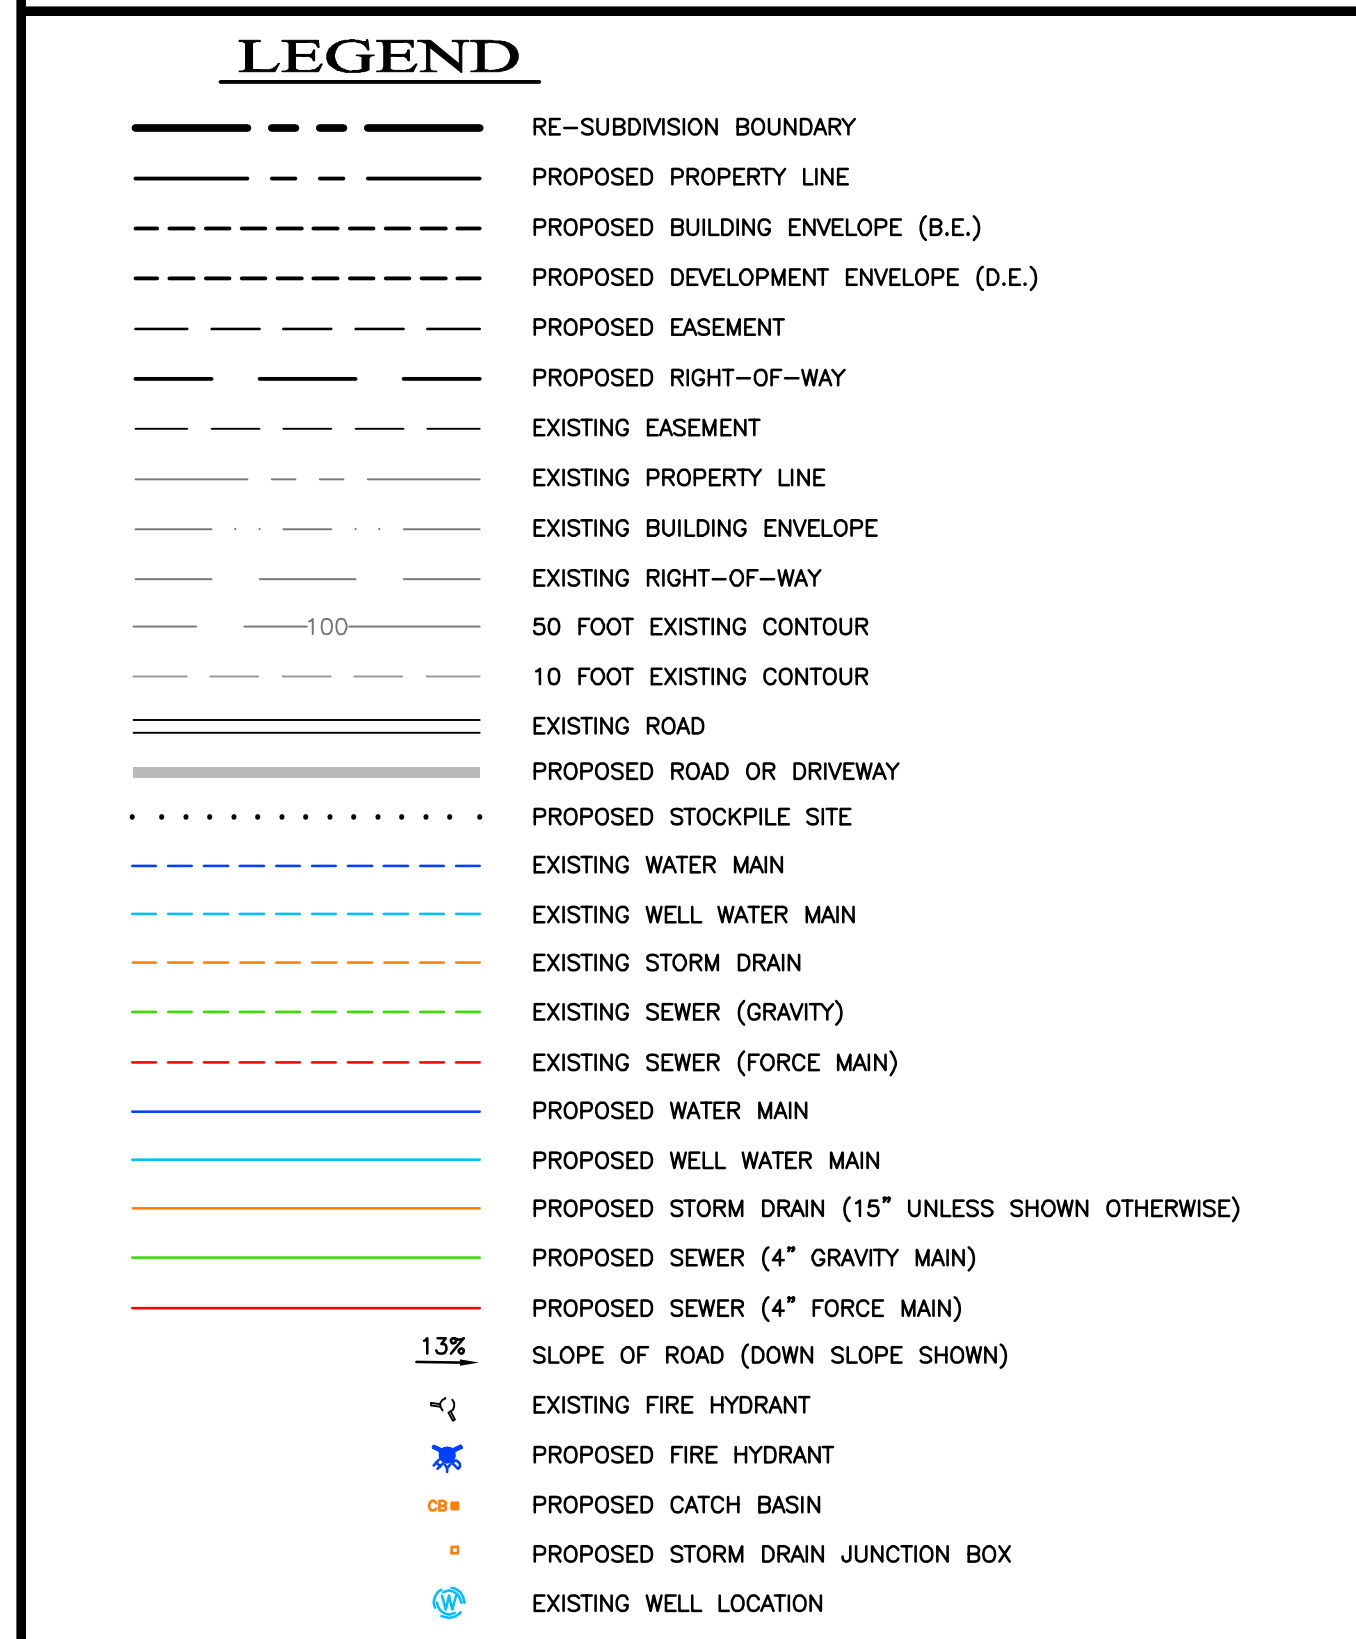 LEGEND
RE-SUBDIVISION BOUNDARY
PROPOSED PROPERTY LINE
PROPOSED BUILDING ENVELOPE (B.E.)
PROPOSED DEVELOPMENT ENVELOPE (D.E.)
PROPOSED EASEMENT
PROPOSED RIGHT-OF-WAY
EXISTING EASEMENT
EXISTING PROPERTY LINE
EXISTING BUILDING ENVELOPE
EXISTING RIGHT-OF-WAY
100 50 FOOT EXISTING CONTOUR
10 FOOT EXISTING CONTOUR
EXISTING ROAD
PROPOSED ROAD OR DRIVEWAY
PROPOSED STOCKPILE SITE
EXISTING WATER MAIN
EXISTING WELL WATER MAIN
EXISTING STORM DRAIN
EXISTING SEWER (GRAVITY)
EXISTING SEWER (FORCE MAIN)
PROPOSED WATER MAIN
PROPOSED WELL WATER MAIN
PROPOSED STORM DRAIN (15" UNLESS SHOWN OTHERWISE)
PROPOSED SEWER (4" GRAVITY MAIN)
PROPOSED SEWER (4" FORCE MAIN)
13% SLOPE OF ROAD (DOWN SLOPE SHOWN)
EXISTING FIRE HYDRANT
PROPOSED FIRE HYDRANT
CB PROPOSED CATCH BASIN
PROPOSED STORM DRAIN JUNCTION BOX
W EXISTING WELL LOCATION